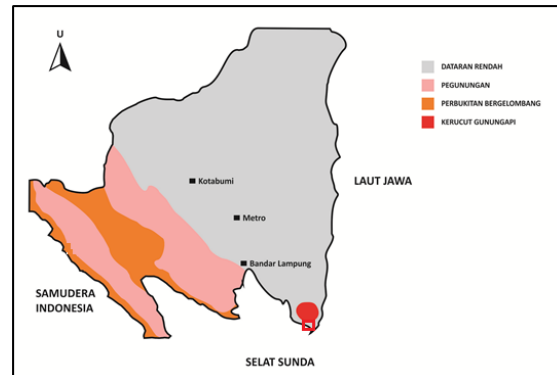 U
DATARAN RENDAH
PEGUNUNGAN
PERBUKITAN BERGELOMBANG
KERUCUT GUNUNGAPI
Kotabumi
LAUT JAWA
Metro
Bandar Lampung
SAMUDERA
INDONESIA
SELAT SUNDA